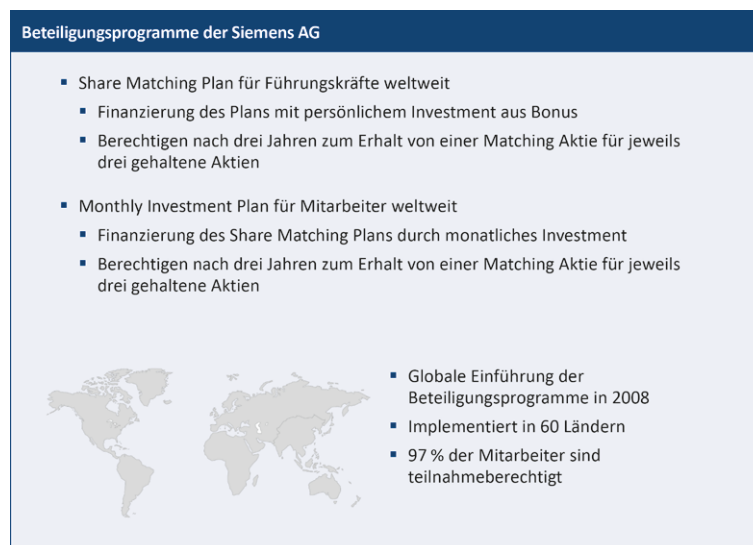 Beteiligungsprogramme der Siemens AG
▪ Share Matching Plan für Führungskräfte weltweit
▪ Finanzierung des Plans mit persönlichem Investment aus Bonus
▪ Berechtigen nach drei Jahren zum Erhalt von einer Matching Aktie für jeweils
drei gehaltene Aktien
▪ Monthly Investment Plan für Mitarbeiter weltweit
▪ Finanzierung des Share Matching Plans durch monatliches Investment
▪ Berechtigen nach drei Jahren zum Erhalt von einer Matching Aktie für jeweils
drei gehaltene Aktien
▪ Globale Einführung der
Beteiligungsprogramme in 2008
▪ Implementiert in 60 Ländern
▪ 97 % der Mitarbeiter sind
teilnahmeberechtigt